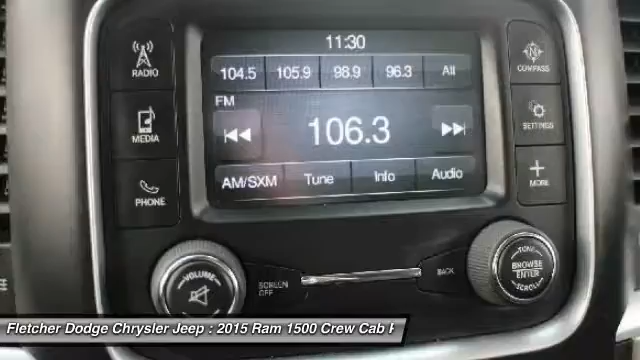 11:30
RADIO
104.5 105.9 98.9 96.3 All
COMPASS
FM
MEDIA
106.3
SETTINGS
PHONE
AM/SXM Tune Info Audio
MORE
VOLUME
SCREEN OFF
BACK
TUNE
BROWSE
ENTER
SCROLL
Fletcher Dodge Chrysler Jeep : 2015 Ram 1500 Crew Cab